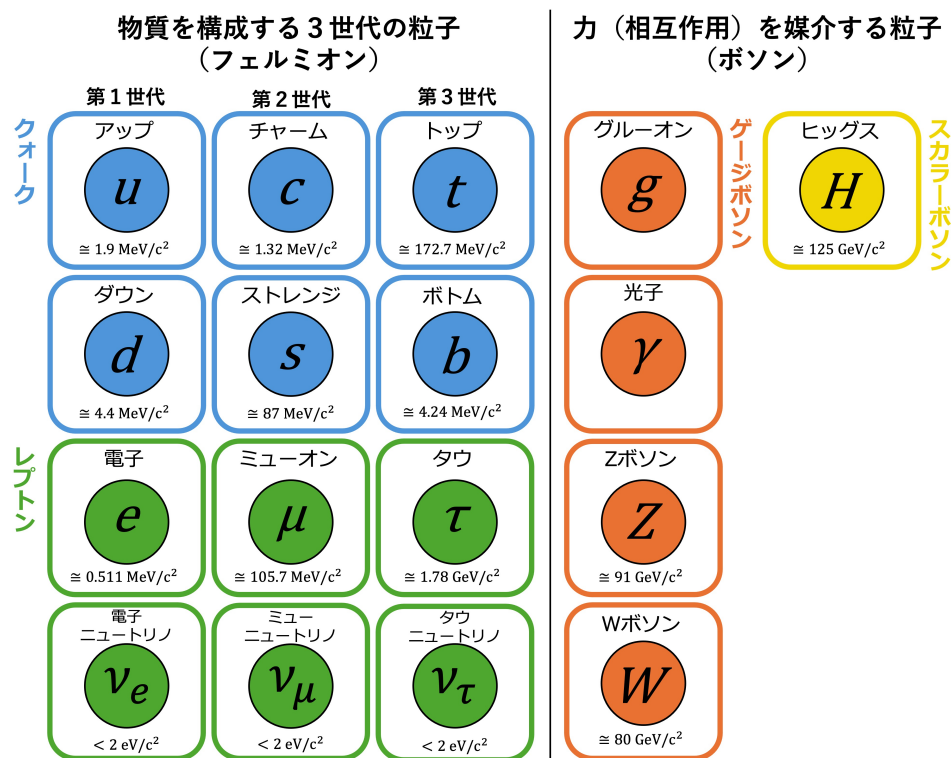 物質を構成する３世代の粒子
（フェルミオン）
力（相互作用）を媒介する粒子
（ボソン）
第１世代
第２世代
第３世代
クォーク
アップ
u
≅ 1.9 MeV/c²
チャーム
c
≅ 1.32 MeV/c²
トップ
t
≅ 172.7 MeV/c²
グルーオン
g
ゲージボソン
ヒッグス
H
≅ 125 GeV/c²
スカラーボソン
ダウン
d
≅ 4.4 MeV/c²
ストレンジ
s
≅ 87 MeV/c²
ボトム
b
≅ 4.24 MeV/c²
光子
γ
レプトン
電子
e
≅ 0.511 MeV/c²
ミューオン
μ
≅ 105.7 MeV/c²
タウ
τ
≅ 1.78 GeV/c²
Zボソン
Z
≅ 91 GeV/c²
電子
ニュートリノ
νe
< 2 eV/c²
ミュー
ニュートリノ
νμ
< 2 eV/c²
タウ
ニュートリノ
ντ
< 2 eV/c²
Wボソン
W
≅ 80 GeV/c²